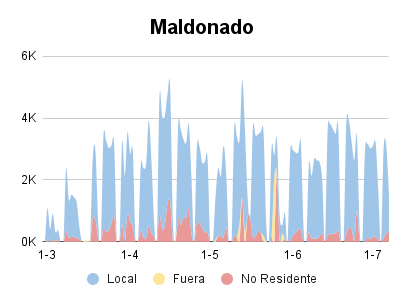 Maldonado
6K
4K
2K
0K
1-3 1-4 1-5 1-6 1-7
Local Fuera No Residente